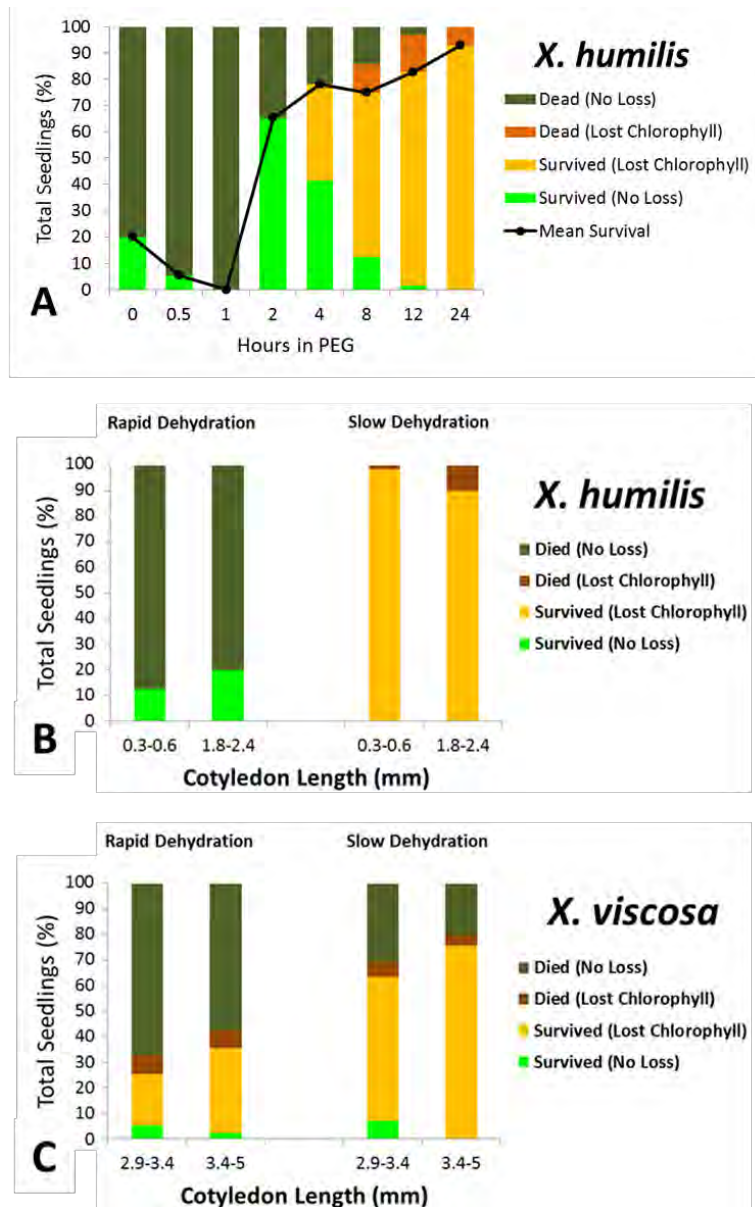 X. humilis
Total Seedlings (%)
100
90
80
70
60
50
40
30
20
10
0
Dead (No Loss)
Dead (Lost Chlorophyll)
Survived (Lost Chlorophyll)
Survived (No Loss)
Mean Survival
A
0 0.5 1 2 4 8 12 24
Hours in PEG
Rapid Dehydration Slow Dehydration
X. humilis
Total Seedlings (%)
100
90
80
70
60
50
40
30
20
10
0
Died (No Loss)
Died (Lost Chlorophyll)
Survived (Lost Chlorophyll)
Survived (No Loss)
B
0.3-0.6 1.8-2.4 0.3-0.6 1.8-2.4
Cotyledon Length (mm)
Rapid Dehydration Slow Dehydration
X. viscosa
Total Seedlings (%)
100
90
80
70
60
50
40
30
20
10
0
Died (No Loss)
Died (Lost Chlorophyll)
Survived (Lost Chlorophyll)
Survived (No Loss)
C
2.9-3.4 3.4-5 2.9-3.4 3.4-5
Cotyledon Length (mm)